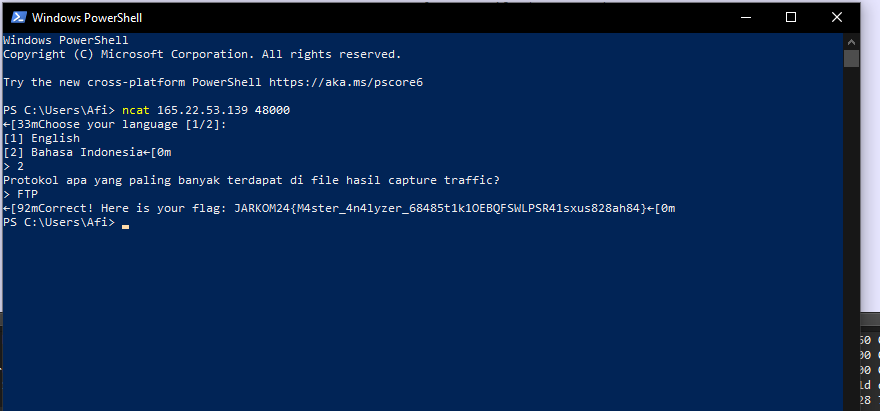 Windows PowerShell
Windows PowerShell
Copyright (C) Microsoft Corporation. All rights reserved.
Try the new cross-platform PowerShell https://aka.ms/pscore6
PS C:\Users\Afi> ncat 165.22.53.139 48000
←[33mChoose your language [1/2]:
[1] English
[2] Bahasa Indonesia←[0m
> 2
Protokol apa yang paling banyak terdapat di file hasil capture traffic?
> FTP
←[92mCorrect! Here is your flag: JARKOM24{M4ster_4n4lyzer_68485t1k1OEBQFSWLPSR41sxus828ah84}←[0m
PS C:\Users\Afi>